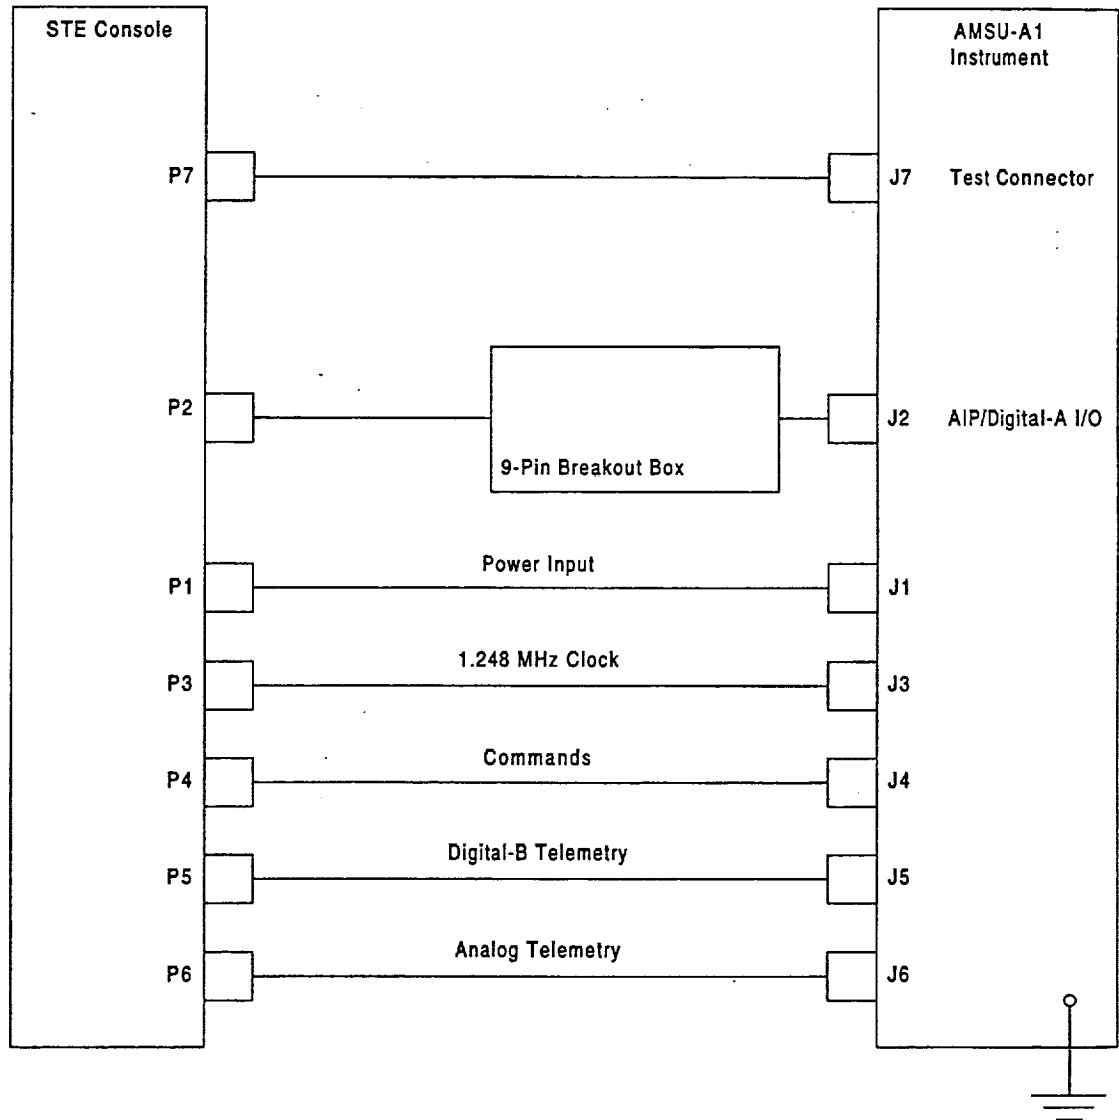 STE Console
AMSU-A1
Instrument
P7
J7
Test Connector
P2
J2
AIP/Digital-A I/O
9-Pin Breakout Box
Power Input
P1
J1
1.248 MHz Clock
P3
J3
Commands
P4
J4
Digital-B Telemetry
P5
J5
Analog Telemetry
P6
J6